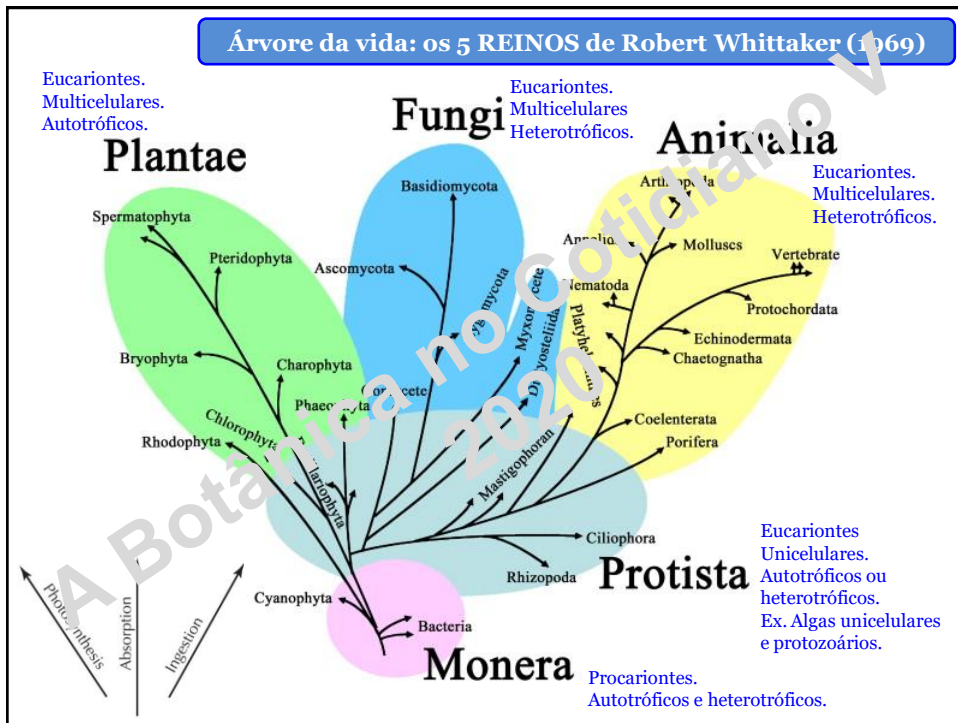 Árvore da vida: os 5 REINOS de Robert Whittaker (1969)
Eucariontes.
Multicelulares.
Autotróficos.
Plantae
Fungi
Eucariontes.
Multicelulares
Heterotróficos.
Animalia
Eucariontes.
Multicelulares.
Heterotróficos.
Spermatophyta
Pteridophyta
Bryophyta
Charophyta
Phaeophyta
Chlorophyta
Rhodophyta
Basidiomycota
Ascomycota
Myxomycete
Arthropoda
Annelida
Molluscs
Nematoda
Vertebrate
Protochordata
Echinodermata
Chaetognatha
Coelenterata
Porifera
Mastigophoran
Ciliophora
Rhizopoda
Protista
Eucariontes
Unicelulares.
Autotróficos ou
heterotróficos.
Ex. Algas unicelulares
e protozoários.
Cyanophyta
Bacteria
Monera
Procariontes.
Autotróficos e heterotróficos.
Photosynthesis
Absorption
Ingestion
A Botânica no Cotidiano V
2020